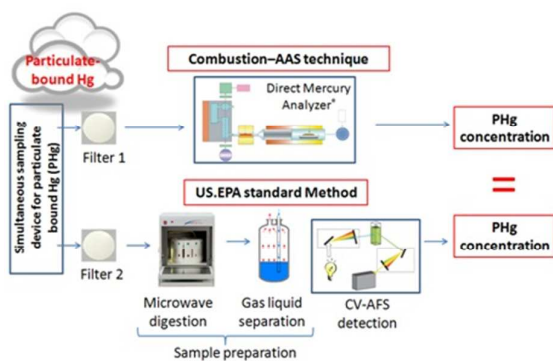 Particulate-
bound Hg
Combustion–AAS technique
Simultaneous sampling
device for particulate
bound Hg (PHg)
Filter 1
Direct Mercury
Analyzer*
PHg
concentration
=
US.EPA standard Method
Filter 2
Microwave
digestion
Gas liquid
separation
CV-AFS
detection
PHg
concentration
Sample preparation